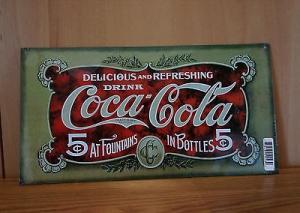 DELICIOUS AND REFRESHING
DRINK
Coca-Cola
5¢ AT FOUNTAINS IN BOTTLES 5¢